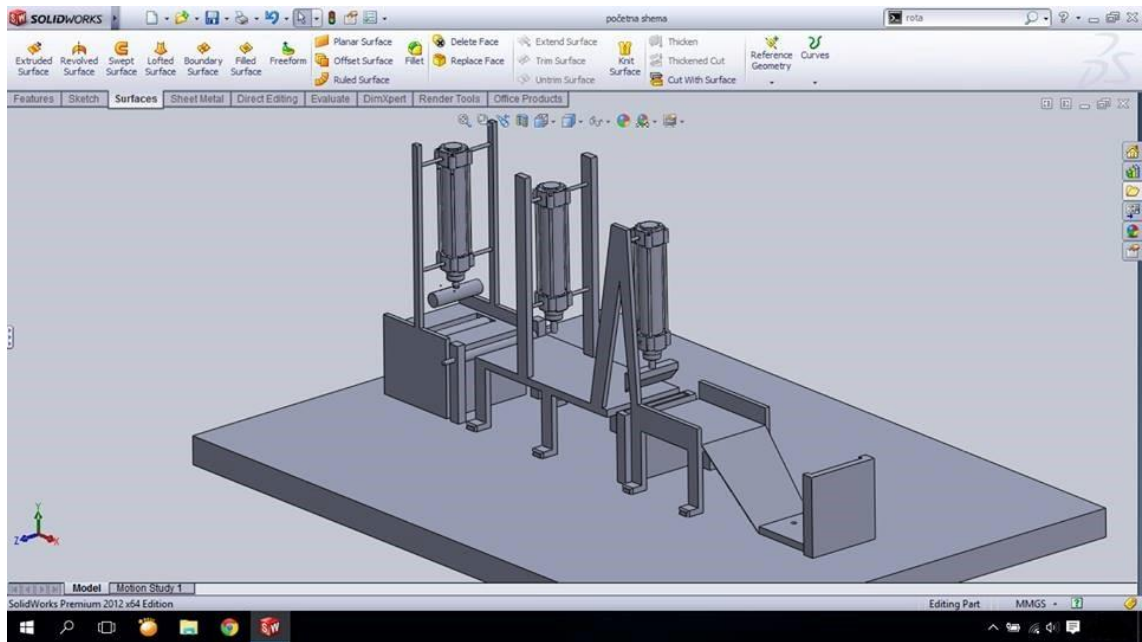 SOLIDWORKS
početna shema
rota
Extruded Surface
Revolved Surface
Swept Surface
Lofted Surface
Boundary Surface
Filled Surface
Freeform
Planar Surface
Offset Surface
Ruled Surface
Fillet
Delete Face
Replace Face
Extend Surface
Trim Surface
Untrim Surface
Knit Surface
Thicken
Thickened Cut
Cut With Surface
Reference Geometry
Curves
Features Sketch Surfaces Sheet Metal Direct Editing Evaluate DimXpert Render Tools Office Products
Y
Z X
Model Motion Study 1
SolidWorks Premium 2012 x64 Edition Editing Part MMGS